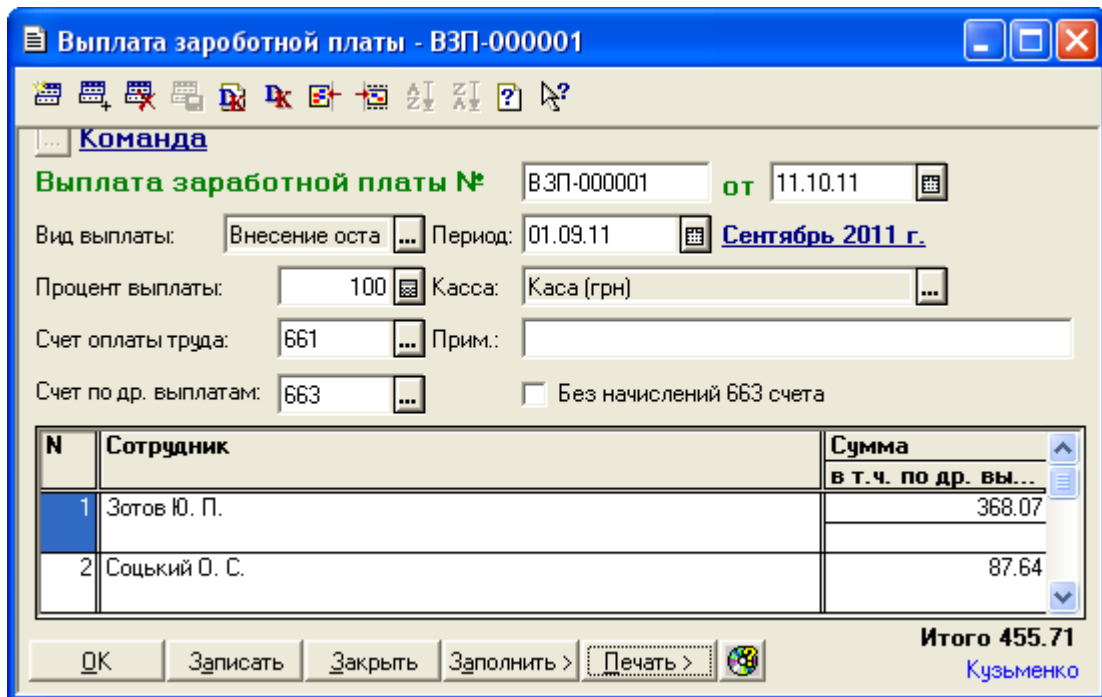 Выплата зароботной платы - ВЗП-000001
... Команда
Выплата заработной платы № ВЗП-000001 от 11.10.11
Вид выплаты: Внесение оста ... Период: 01.09.11 Сентябрь 2011 г.
Процент выплаты: 100 Касса: Каса (грн) ...
Счет оплаты труда: 661 ... Прим.:
Счет по др. выплатам: 663 ... Без начислений 663 счета
N Сотрудник Сумма
в т.ч. по др. вы...
1 Зотов Ю. П. 368.07
2 Соцький О. С. 87.64
Итого 455.71
OK Записать Закрыть Заполнить > Печать > Кузьменко